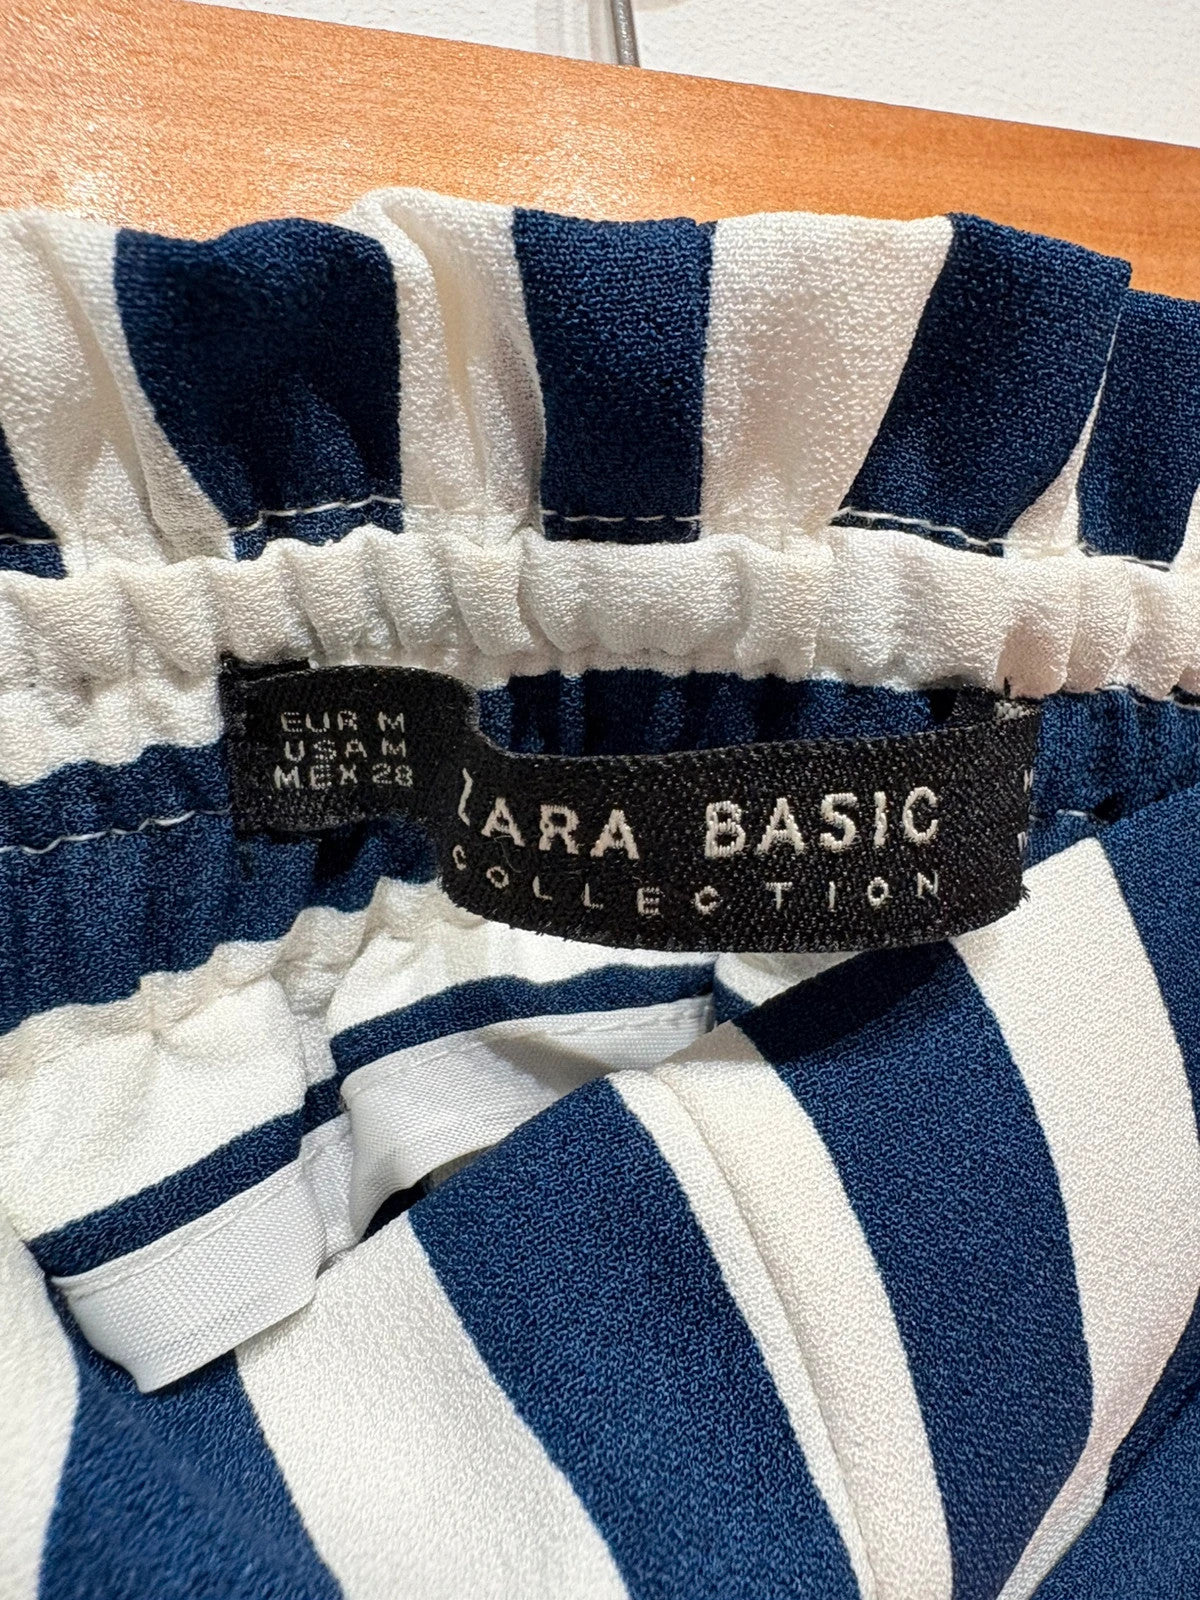 EUR M
USA M
MEX 28
ZARA BASIC
COLLECTION